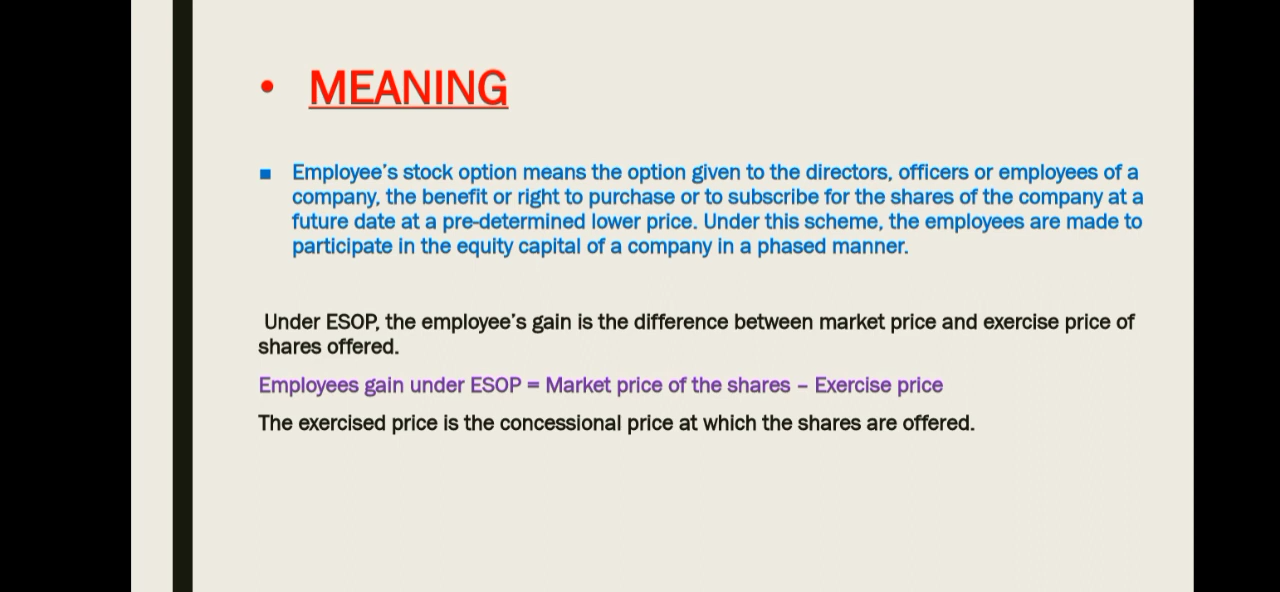 • MEANING
▪ Employee's stock option means the option given to the directors, officers or employees of a
company, the benefit or right to purchase or to subscribe for the shares of the company at a
future date at a pre-determined lower price. Under this scheme, the employees are made to
participate in the equity capital of a company in a phased manner.
Under ESOP, the employee's gain is the difference between market price and exercise price of
shares offered.
Employees gain under ESOP = Market price of the shares – Exercise price
The exercised price is the concessional price at which the shares are offered.